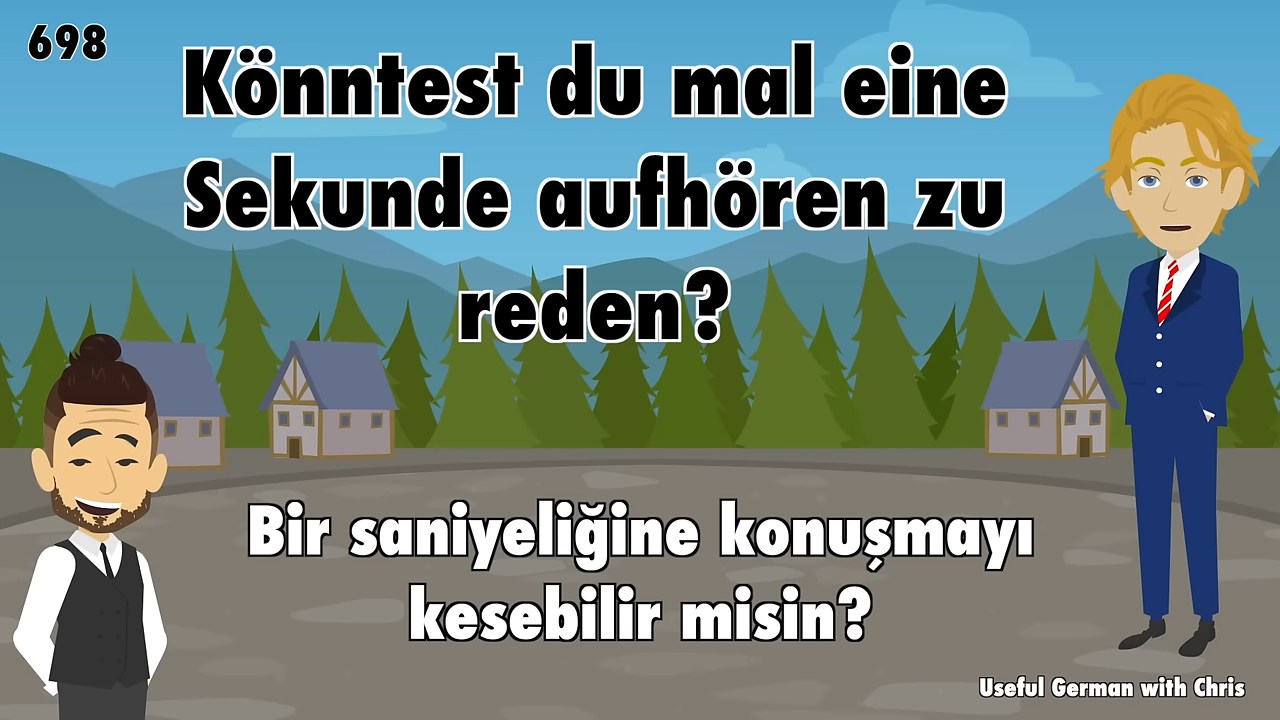 698
Könntest du mal eine
Sekunde aufhören zu
reden?
Bir saniyeliğine konuşmayı
kesebilir misin?
Useful German with Chris